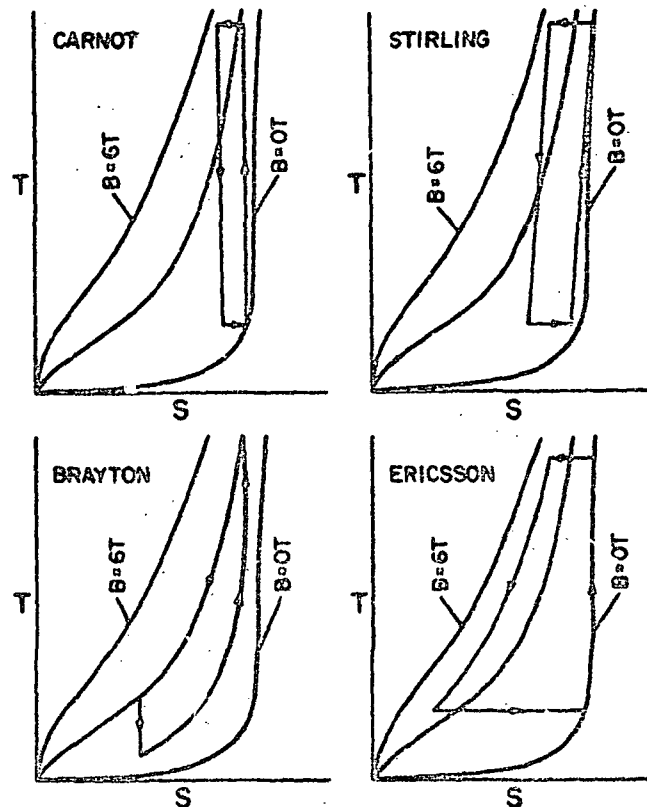 CARNOT
B=6T
B=0T
T
S
STIRLING
B=6T
B=0T
T
S
BRAYTON
B=6T
B=0T
T
S
ERICSSON
B=6T
B=0T
T
S